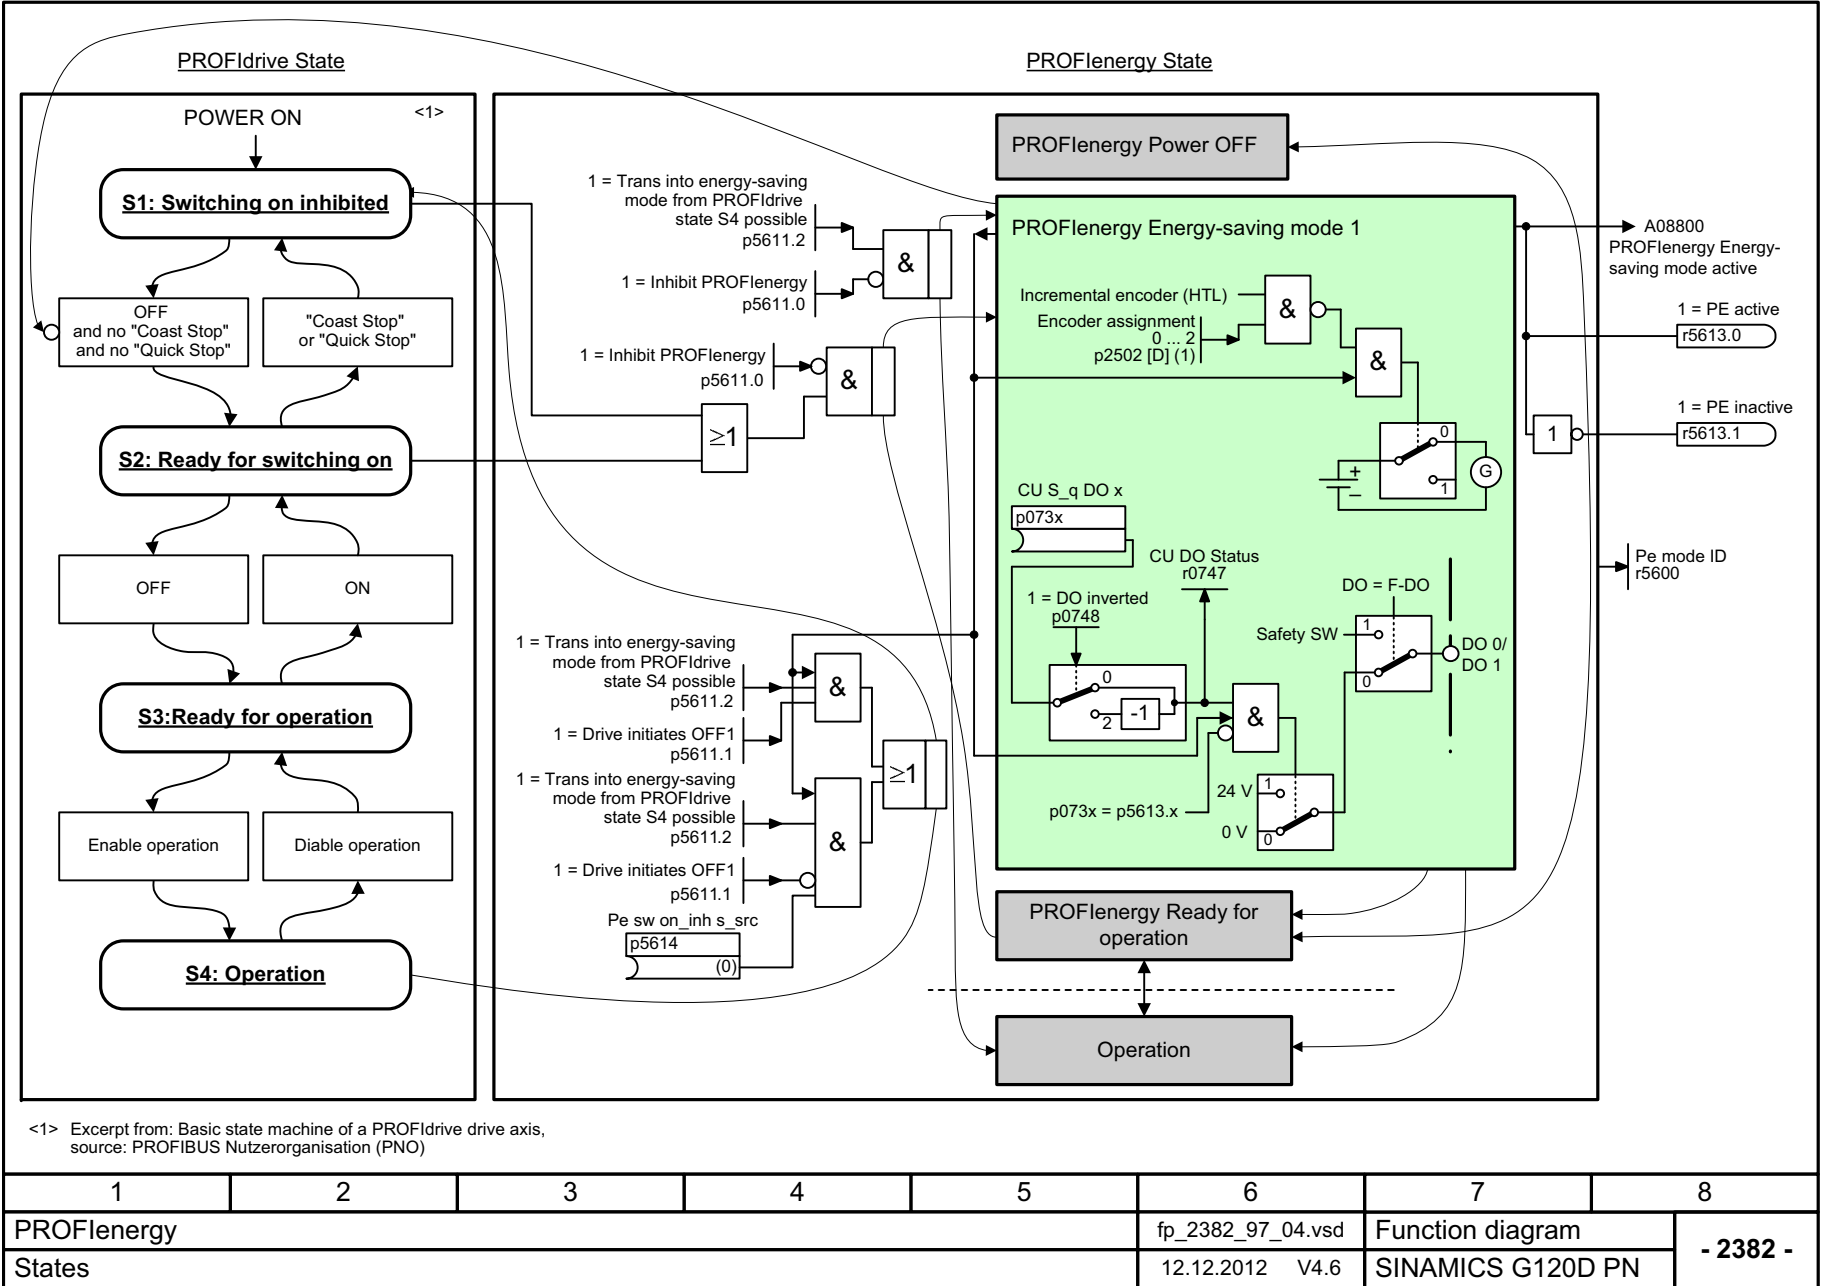 PROFIdrive State
PROFIenergy State
POWER ON
<1>
S1: Switching on inhibited
OFF
and no "Coast Stop"
and no "Quick Stop"
"Coast Stop"
or "Quick Stop"
S2: Ready for switching on
OFF
ON
S3:Ready for operation
Enable operation
Diable operation
S4: Operation
1 = Trans into energy-saving
mode from PROFIdrive
state S4 possible
p5611.2
1 = Inhibit PROFIenergy
p5611.0
&
1 = Inhibit PROFIenergy
p5611.0
&
≥1
1 = Trans into energy-saving
mode from PROFIdrive
state S4 possible
p5611.2
1 = Drive initiates OFF1
p5611.1
&
1 = Trans into energy-saving
mode from PROFIdrive
state S4 possible
p5611.2
1 = Drive initiates OFF1
p5611.1
&
≥1
Pe sw on_inh s_src
p5614
(0)
PROFIenergy Power OFF
PROFIenergy Energy-saving mode 1
Incremental encoder (HTL)
Encoder assignment
0 ... 2
p2502 [D] (1)
&
&
0
1
+
–
G
CU S_q DO x
p073x
CU DO Status
r0747
1 = DO inverted
p0748
0
2
-1
&
p073x = p5613.x
24 V
1
0 V
0
DO = F-DO
Safety SW
1
0
DO 0/
DO 1
PROFIenergy Ready for
operation
Operation
A08800
PROFIenergy Energy-
saving mode active
1 = PE active
r5613.0
1 = PE inactive
1
r5613.1
Pe mode ID
r5600
<1> Excerpt from: Basic state machine of a PROFIdrive drive axis,
source: PROFIBUS Nutzerorganisation (PNO)
1 2 3 4 5 6 7 8
PROFIenergy
fp_2382_97_04.vsd
Function diagram
- 2382 -
States
12.12.2012 V4.6
SINAMICS G120D PN